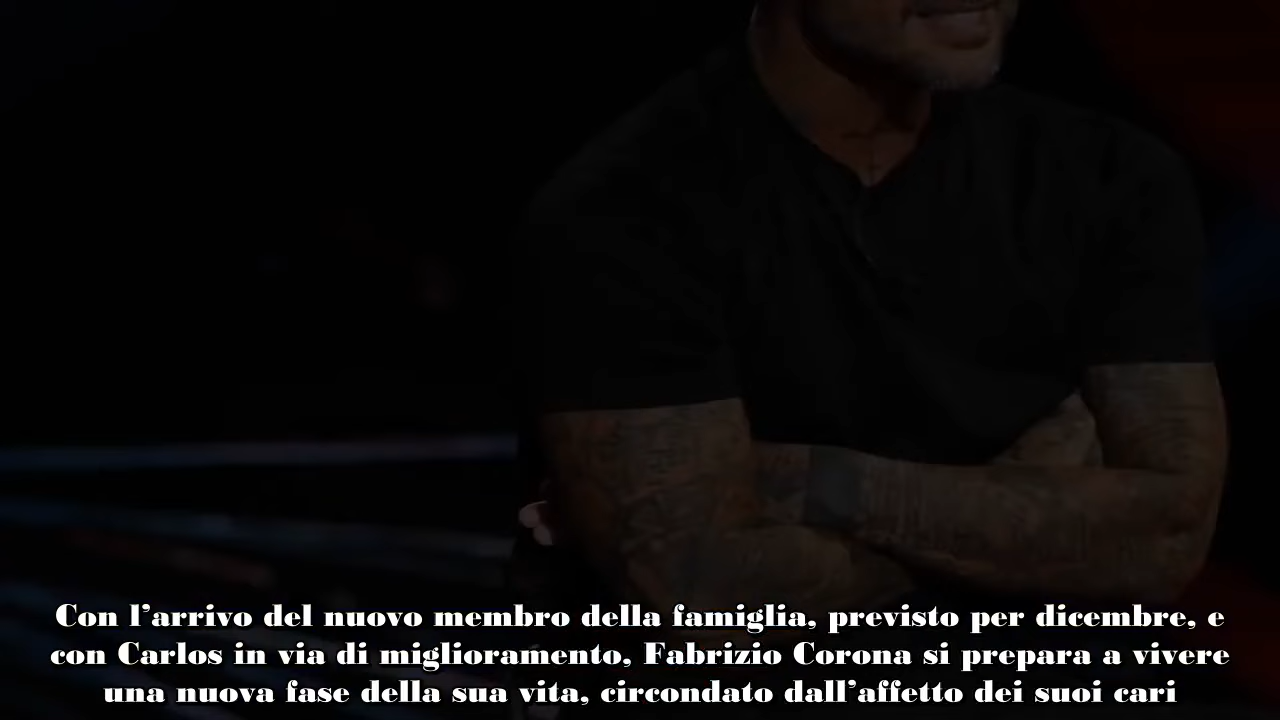 Con l’arrivo del nuovo membro della famiglia, previsto per dicembre, e
con Carlos in via di miglioramento, Fabrizio Corona si prepara a vivere
una nuova fase della sua vita, circondato dall’affetto dei suoi cari